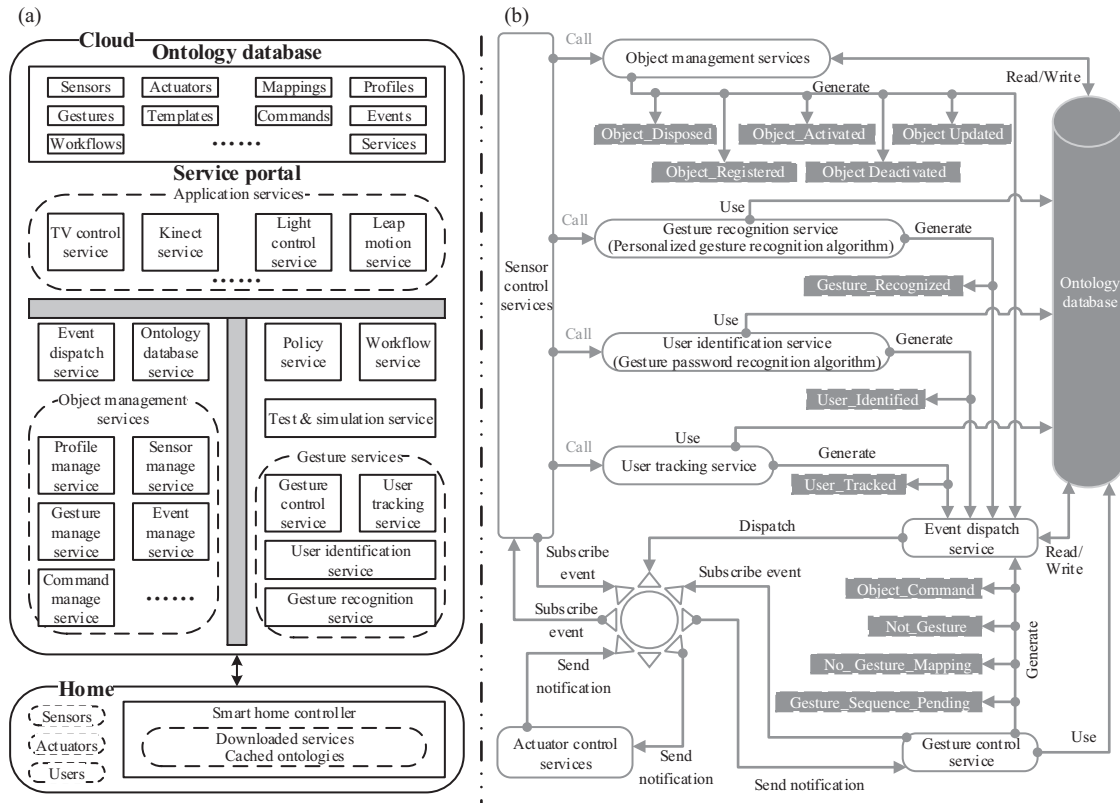 (a)
Cloud
Ontology database
Sensors
Actuators
Mappings
Profiles
Gestures
Templates
Commands
Events
Workflows
......
Services
Service portal
Application services
TV control
service
Kinect
service
Light
control
service
Leap
motion
service
......
Event
dispatch
service
Ontology
database
service
Policy
service
Workflow
service
Object management
services
Test & simulation service
Profile
manage
service
Sensor
manage
service
Gesture
manage
service
Event
manage
service
Command
manage
service
......
Gesture services
Gesture
control
service
User
tracking
service
User identification
service
Gesture recognition
service
Home
Sensors
Actuators
Users
Smart home controller
Downloaded services
Cached ontologies
(b)
Sensor
control
services
Call
Object management services
Read/Write
Generate
Object_Disposed
Object_Activated
Object Updated
Object_Registered
Object Deactivated
Use
Call
Gesture recognition service
(Personalized gesture recognition algorithm)
Generate
Gesture_Recognized
Ontology
database
Use
Call
User identification service
(Gesture password recognition algorithm)
Generate
User_Identified
Use
Call
User tracking service
Generate
User_Tracked
Dispatch
Event dispatch
service
Read/
Write
Subscribe
event
Subscribe event
Subscribe
event
Object_Command
Not_Gesture
No_Gesture_Mapping
Gesture_Sequence_Pending
Generate
Send
notification
Actuator control
services
Send
notification
Send notification
Gesture control
service
Use